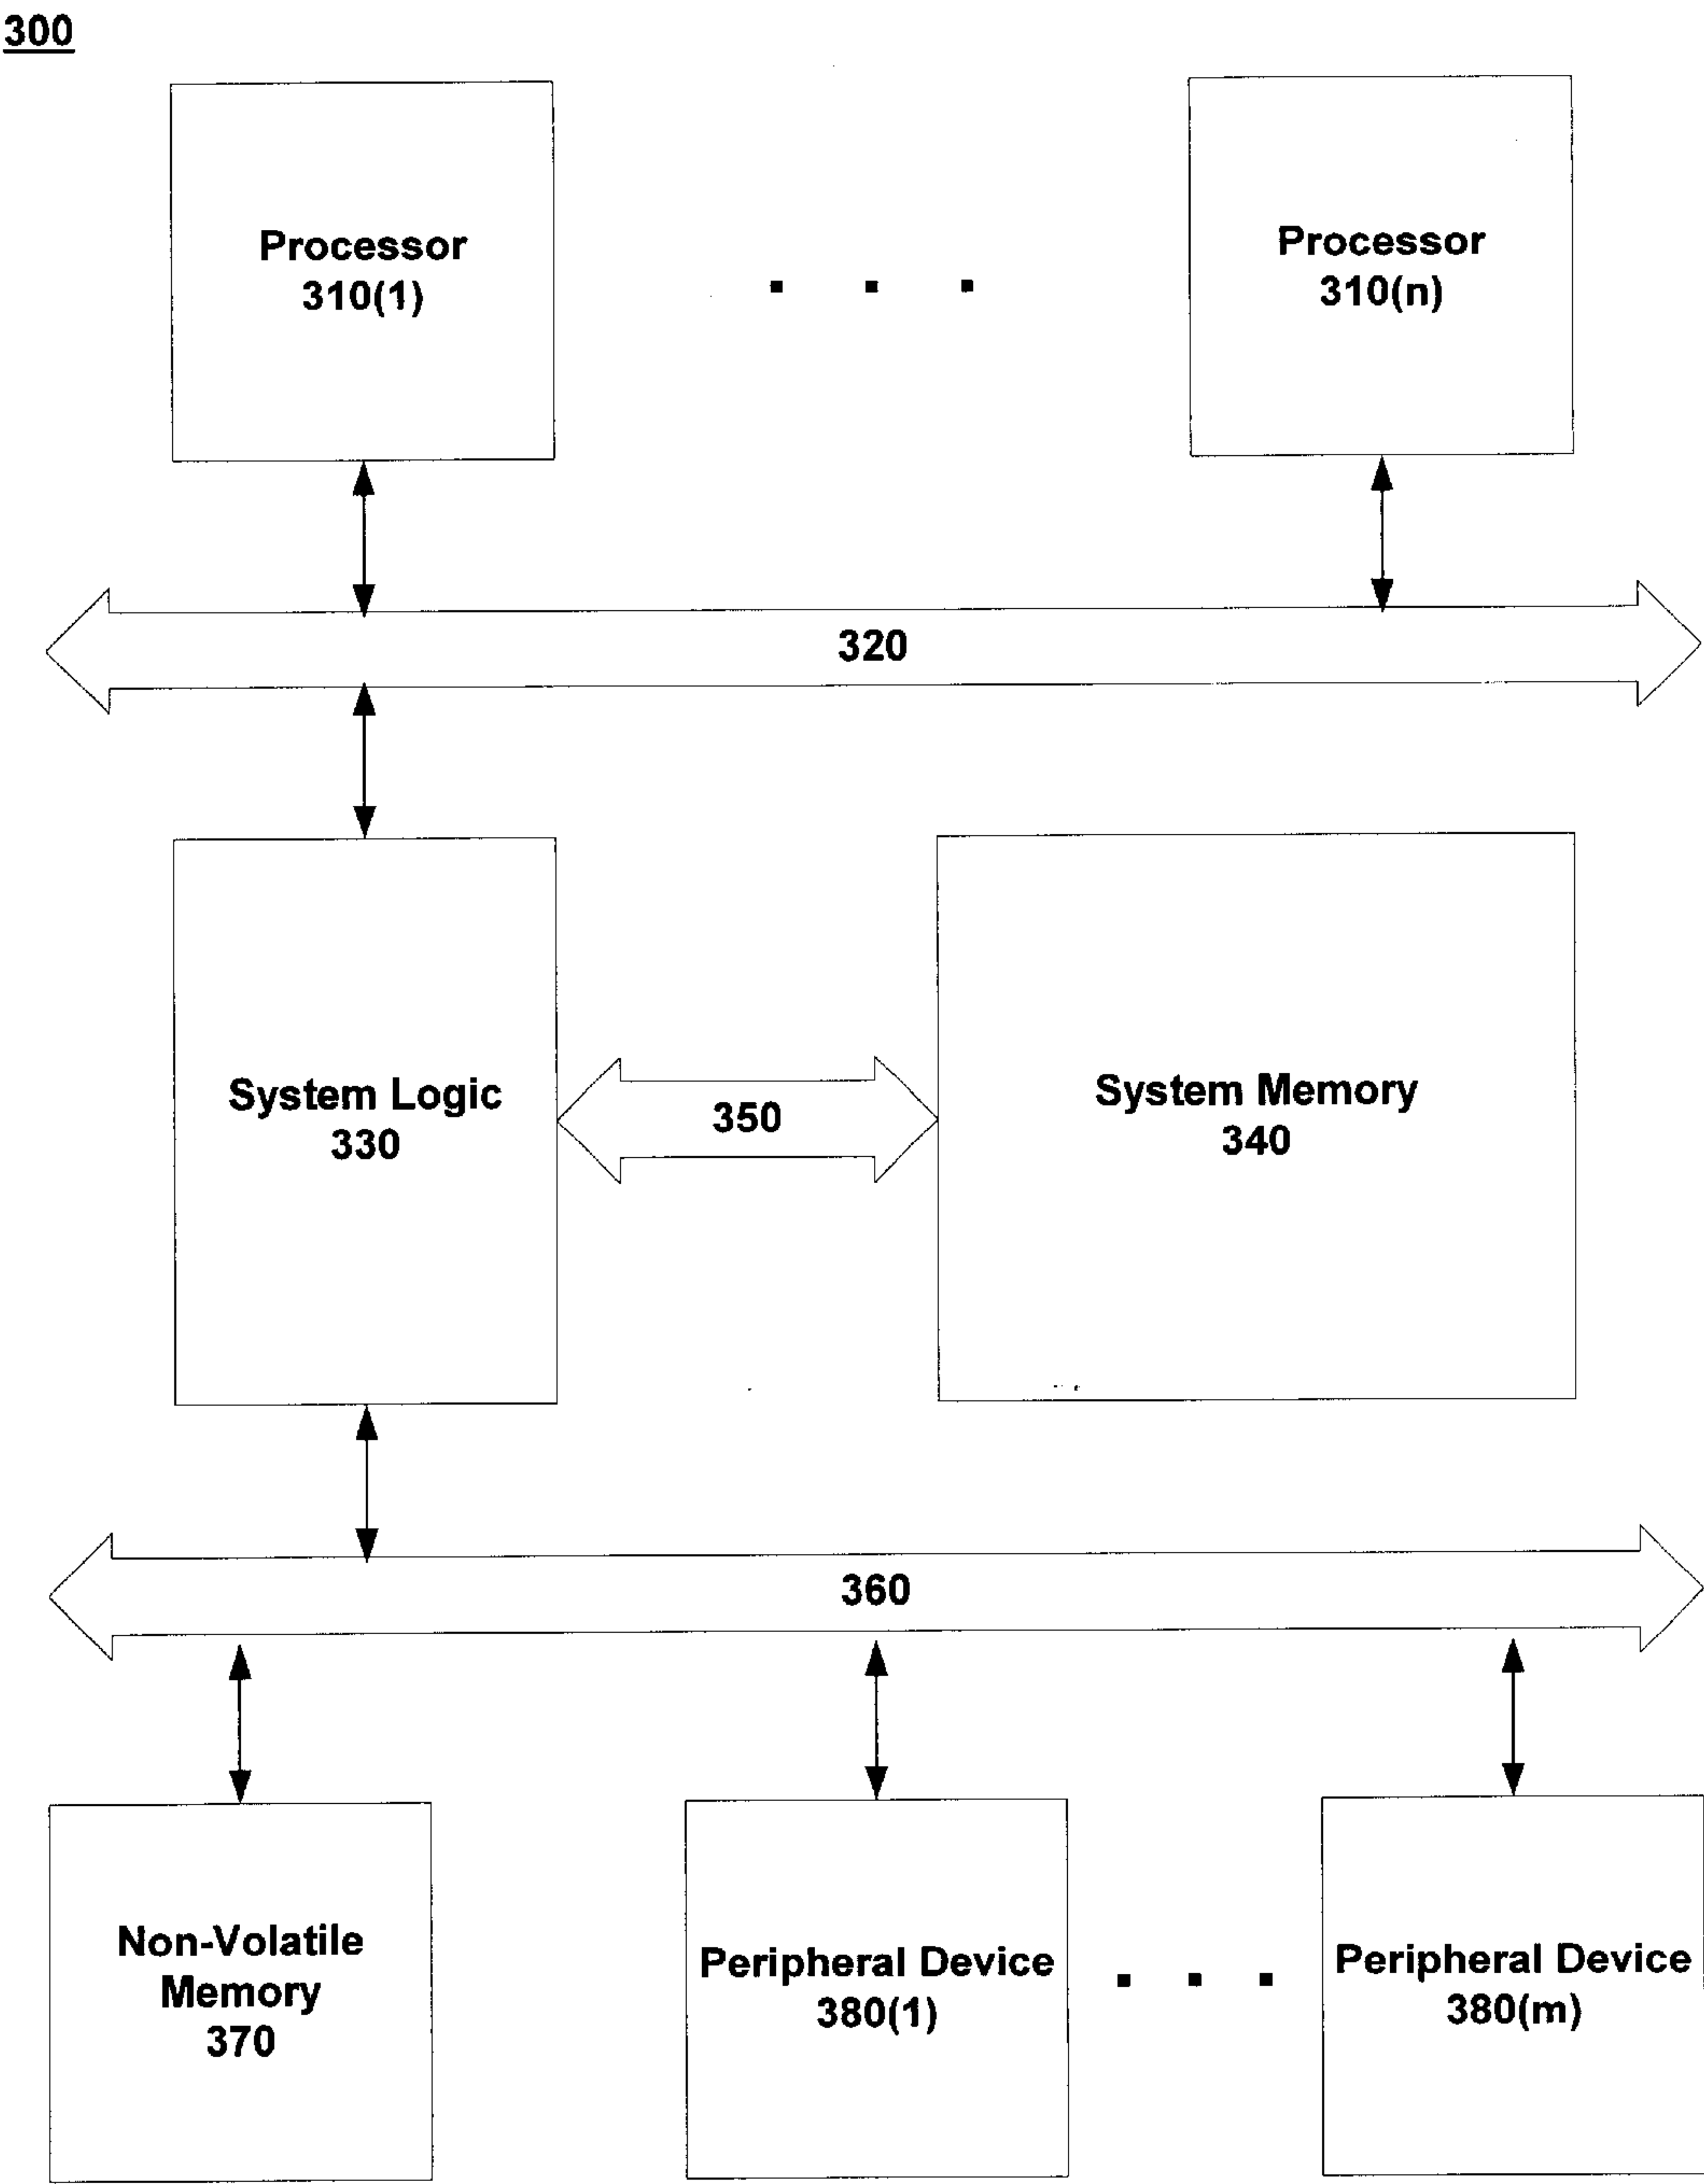 300
Processor
310(1)
Processor
310(n)
320
System Logic
330
350
System Memory
340
360
Non-Volatile
Memory
370
Peripheral Device
380(1)
Peripheral Device
380(m)